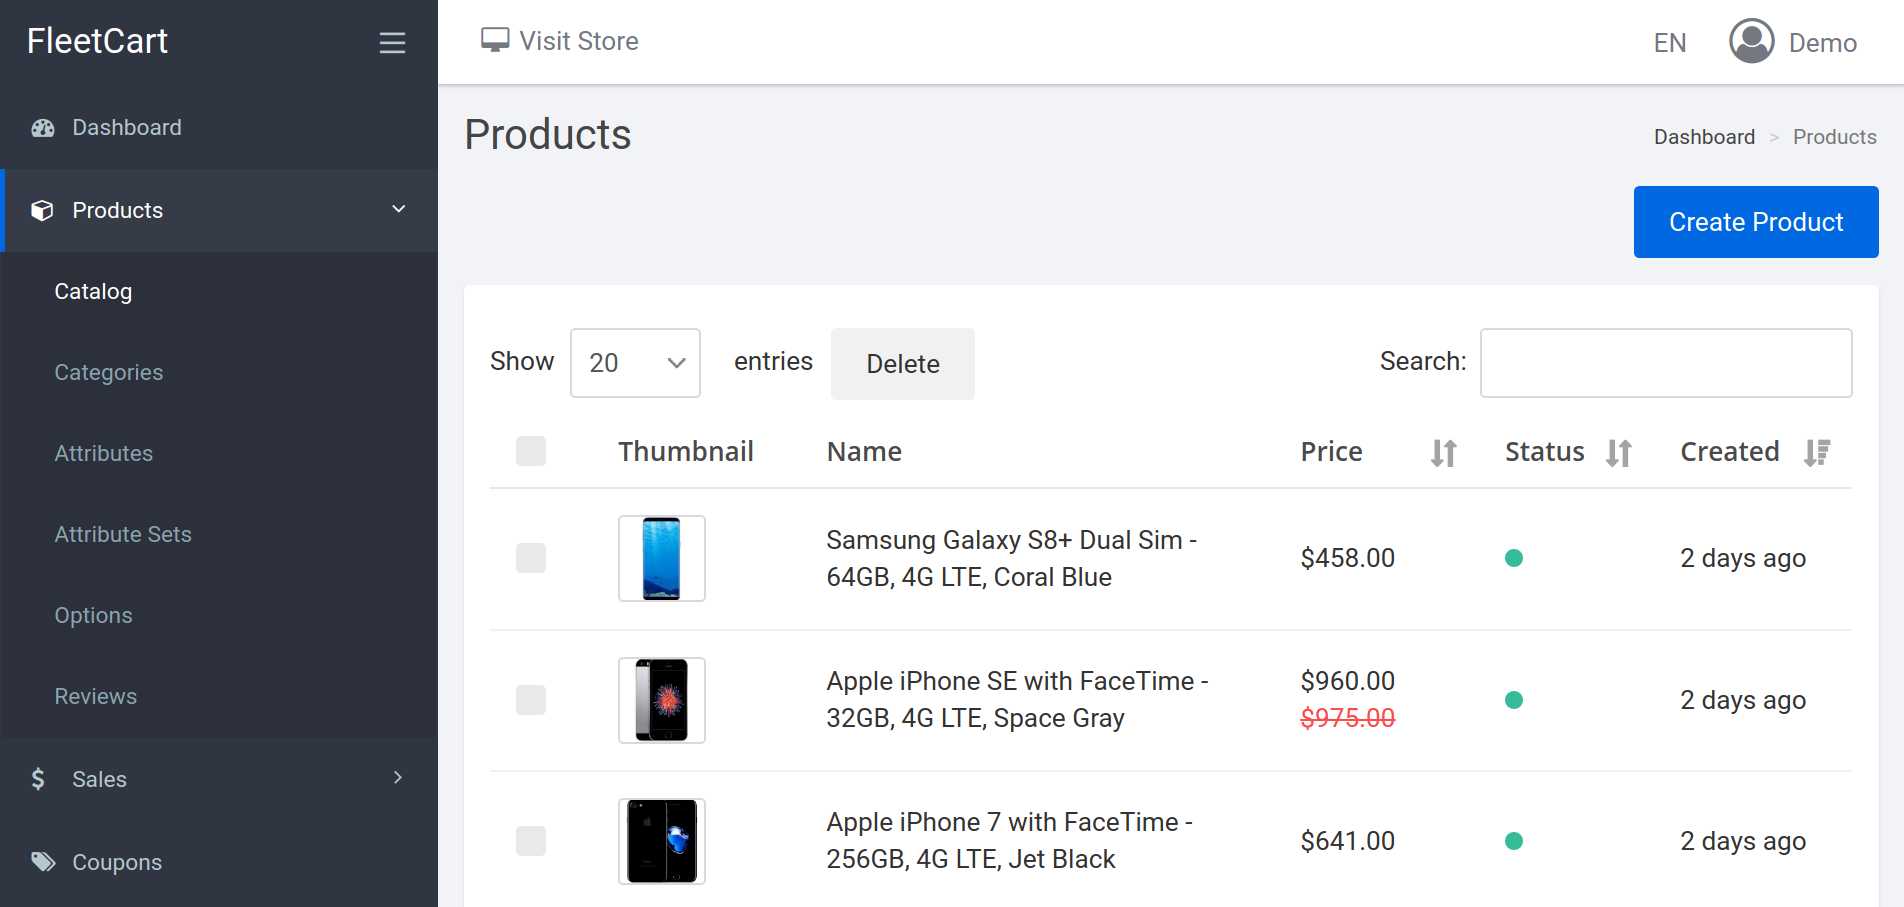 FleetCart
Visit Store
EN
Demo
Dashboard
Products
Catalog
Categories
Attributes
Attribute Sets
Options
Reviews
Sales
Coupons
Products
Dashboard > Products
Create Product
Show 20 entries Delete
Search:
Thumbnail Name Price Status Created
Samsung Galaxy S8+ Dual Sim -
64GB, 4G LTE, Coral Blue
$458.00
2 days ago
Apple iPhone SE with FaceTime -
32GB, 4G LTE, Space Gray
$960.00
$975.00
2 days ago
Apple iPhone 7 with FaceTime -
256GB, 4G LTE, Jet Black
$641.00
2 days ago